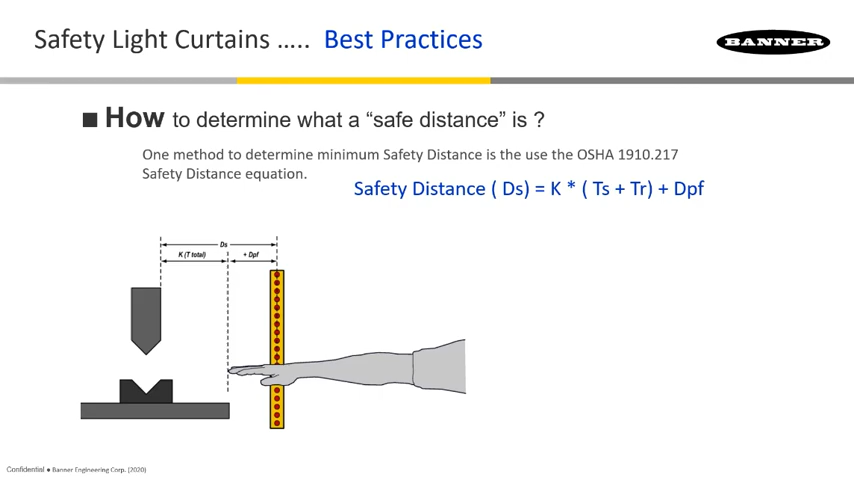 Safety Light Curtains ..... Best Practices
BANNER
■ How to determine what a “safe distance” is ?
One method to determine minimum Safety Distance is the use the OSHA 1910.217
Safety Distance equation.
Safety Distance ( Ds) = K * ( Ts + Tr) + Dpf
Ds
K (T total)
+ Dpf
Confidential ● Banner Engineering Corp. (2020)